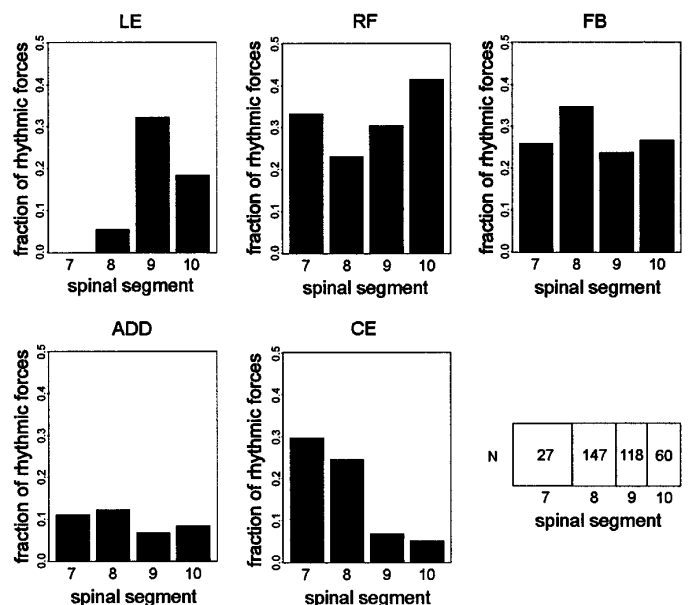 LE
RF
FB
fraction of rhythmic forces
0.0 0.1 0.2 0.3 0.4 0.5
7 8 9 10
spinal segment
fraction of rhythmic forces
0.0 0.1 0.2 0.3 0.4 0.5
7 8 9 10
spinal segment
fraction of rhythmic forces
0.0 0.1 0.2 0.3 0.4 0.5
7 8 9 10
spinal segment
ADD
CE
fraction of rhythmic forces
0.0 0.1 0.2 0.3 0.4 0.5
7 8 9 10
spinal segment
fraction of rhythmic forces
0.0 0.1 0.2 0.3 0.4 0.5
7 8 9 10
spinal segment
N 27 147 118 60
7 8 9 10
spinal segment